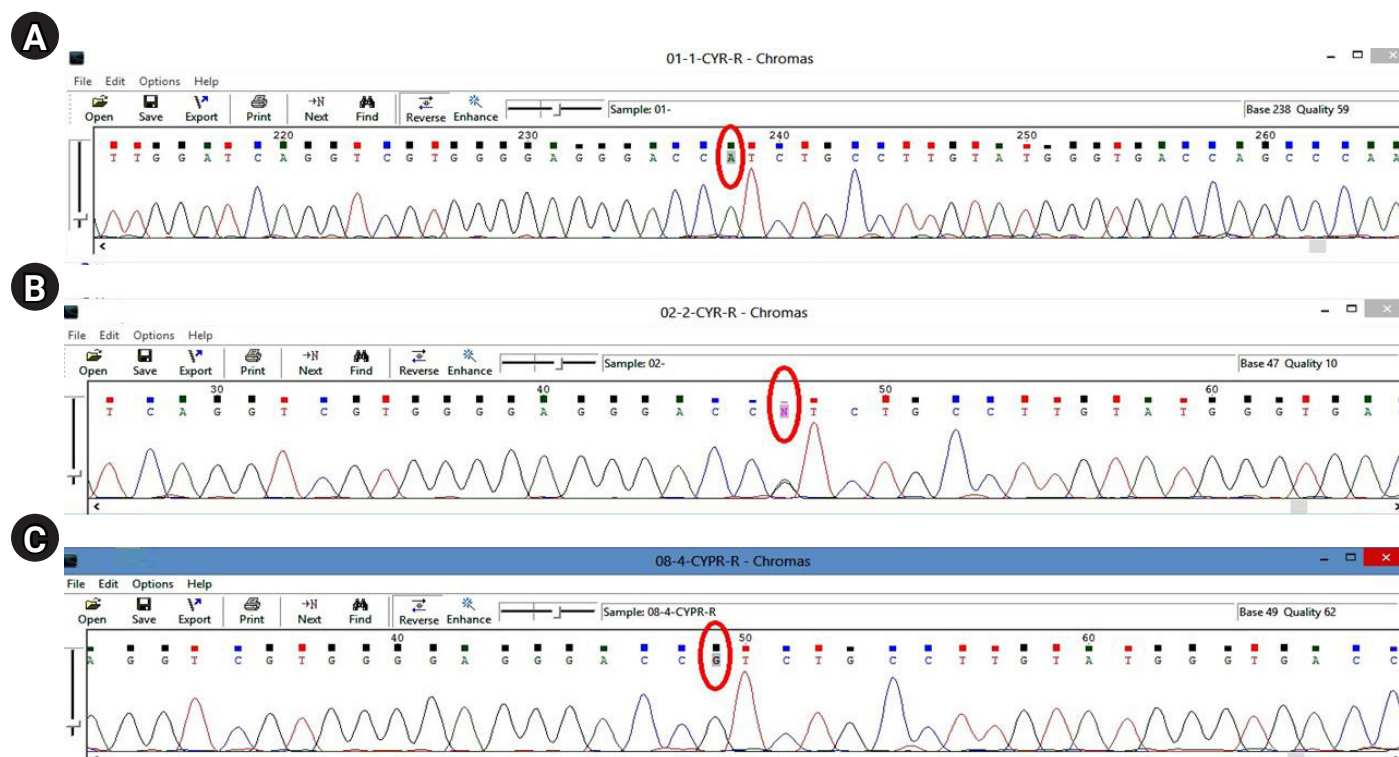 A
01-1-CYR-R - Chromas
File Edit Options Help
Open Save Export Print Next Find Reverse Enhance Sample: 01- Base 238 Quality 59
220 230 240 250 260
T T G G A T C A G G T C G T G G G G A G G G A C C A T C T G C C T T G T A T G G G T G A C C A G C C C A A
B
02-2-CYR-R - Chromas
File Edit Options Help
Open Save Export Print Next Find Reverse Enhance Sample: 02- Base 47 Quality 10
30 40 50 60
T C A G G T C G T G G G G A G G G A C C N T C T G C C T T G T A T G G G T G A
C
08-4-CYPR-R - Chromas
File Edit Options Help
Open Save Export Print Next Find Reverse Enhance Sample: 08-4-CYPR-R Base 49 Quality 62
40 50 60
A G G T C G T G G G G A G G G A C C G T C T G C C T T G T A T G G G T G A C C